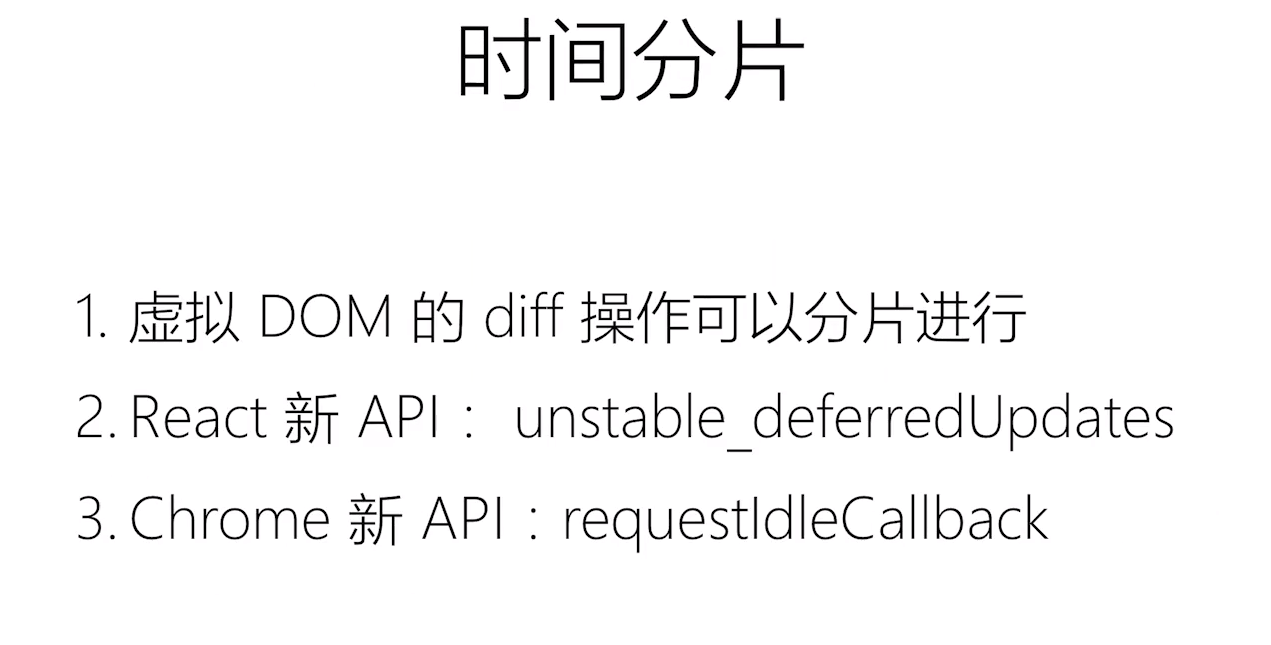 时间分片
1. 虚拟 DOM 的 diff 操作可以分片进行
2. React 新 API： unstable_deferredUpdates
3. Chrome 新 API：requestIdleCallback